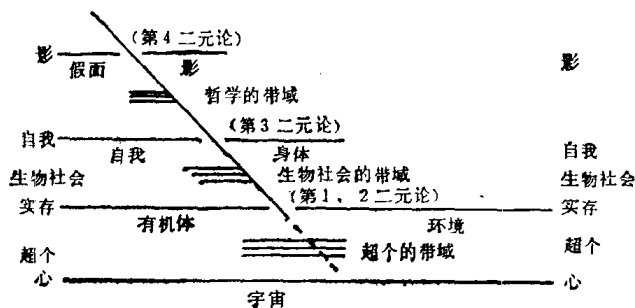 (第4二元论)
影 影
假面 影
哲学的带域
(第3二元论)
自我 自我
自我 身体
生物社会 生物社会的带域 生物社会
(第1、2二元论)
实存 实存
有机体 环境
超个 超个的带域 超个
心 心
宇宙